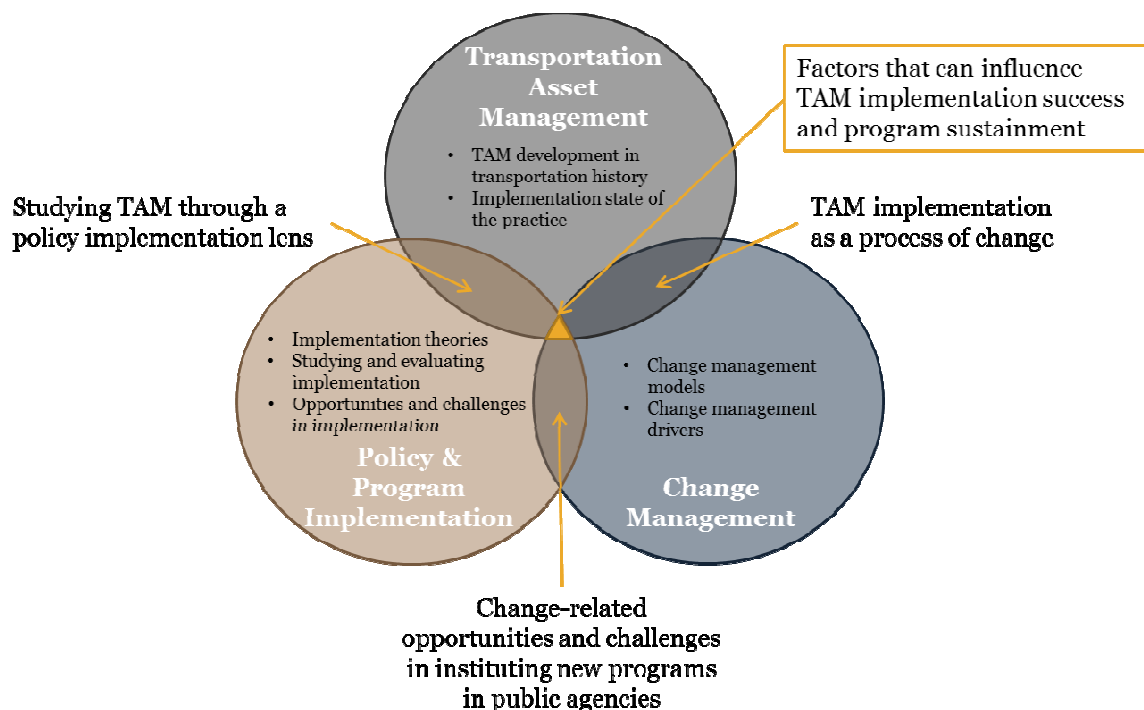 Transportation
Asset
Management
• TAM development in
transportation history
• Implementation state of
the practice
Factors that can influence
TAM implementation success
and program sustainment
Studying TAM through a
policy implementation lens
TAM implementation
as a process of change
• Implementation theories
• Studying and evaluating
implementation
• Opportunities and challenges
in implementation
Policy &
Program
Implementation
• Change management
models
• Change management
drivers
Change
Management
Change-related
opportunities and challenges
in instituting new programs
in public agencies